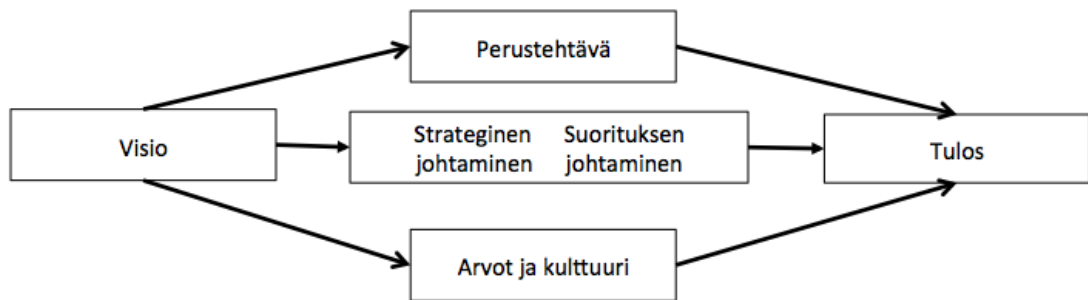 Perustehtävä
Visio
Strateginen johtaminen
Suorituksen johtaminen
Tulos
Arvot ja kulttuuri